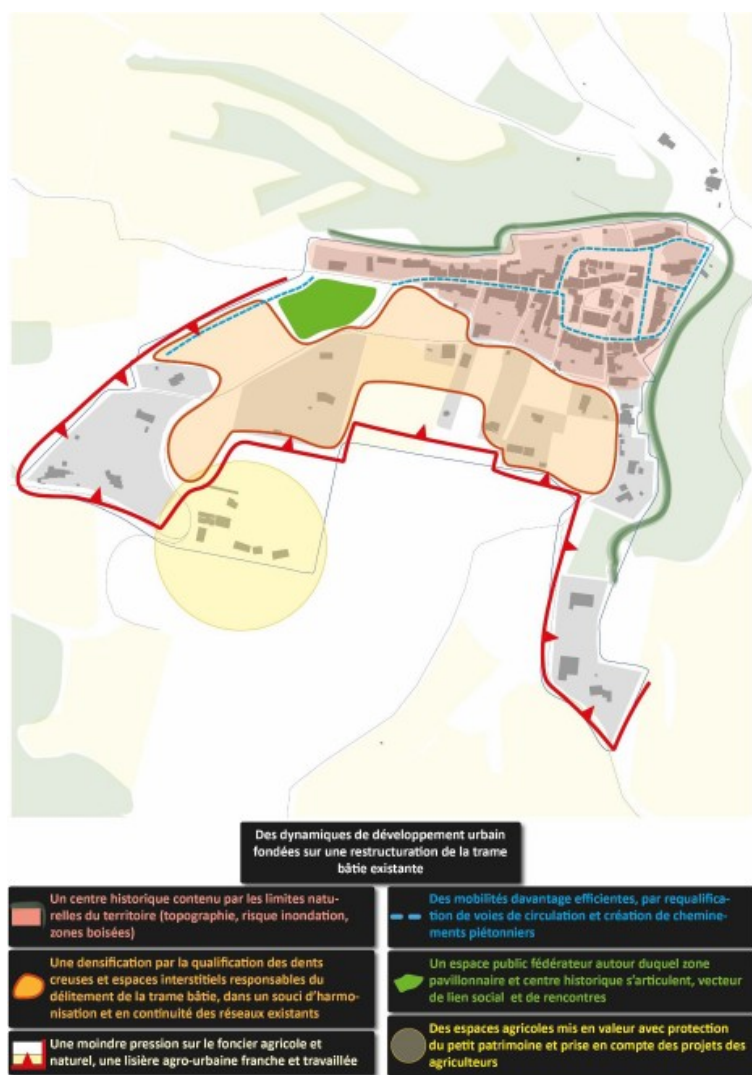 Des dynamiques de développement urbain
fondées sur une restructuration de la trame
bâtie existante
Un centre historique contenu par les limites natu-
relles du territoire (topographie, risque inondation,
zones boisées)
Une densification par la qualification des dents
creuses et espaces interstitiels responsables du
délitement de la trame bâtie, dans un souci d'harmo-
nisation et en continuité des réseaux existants
Une moindre pression sur le foncier agricole et
naturel, une lisière agro-urbaine franche et travaillée
Des mobilités davantage efficientes, par requalifica-
tion de voies de circulation et création de chemine-
ments piétonniers
Un espace public fédérateur autour duquel zone
pavillonnaire et centre historique s'articulent, vecteur
de lien social et de rencontres
Des espaces agricoles mis en valeur avec protection
du petit patrimoine et prise en compte des projets des
agriculteurs